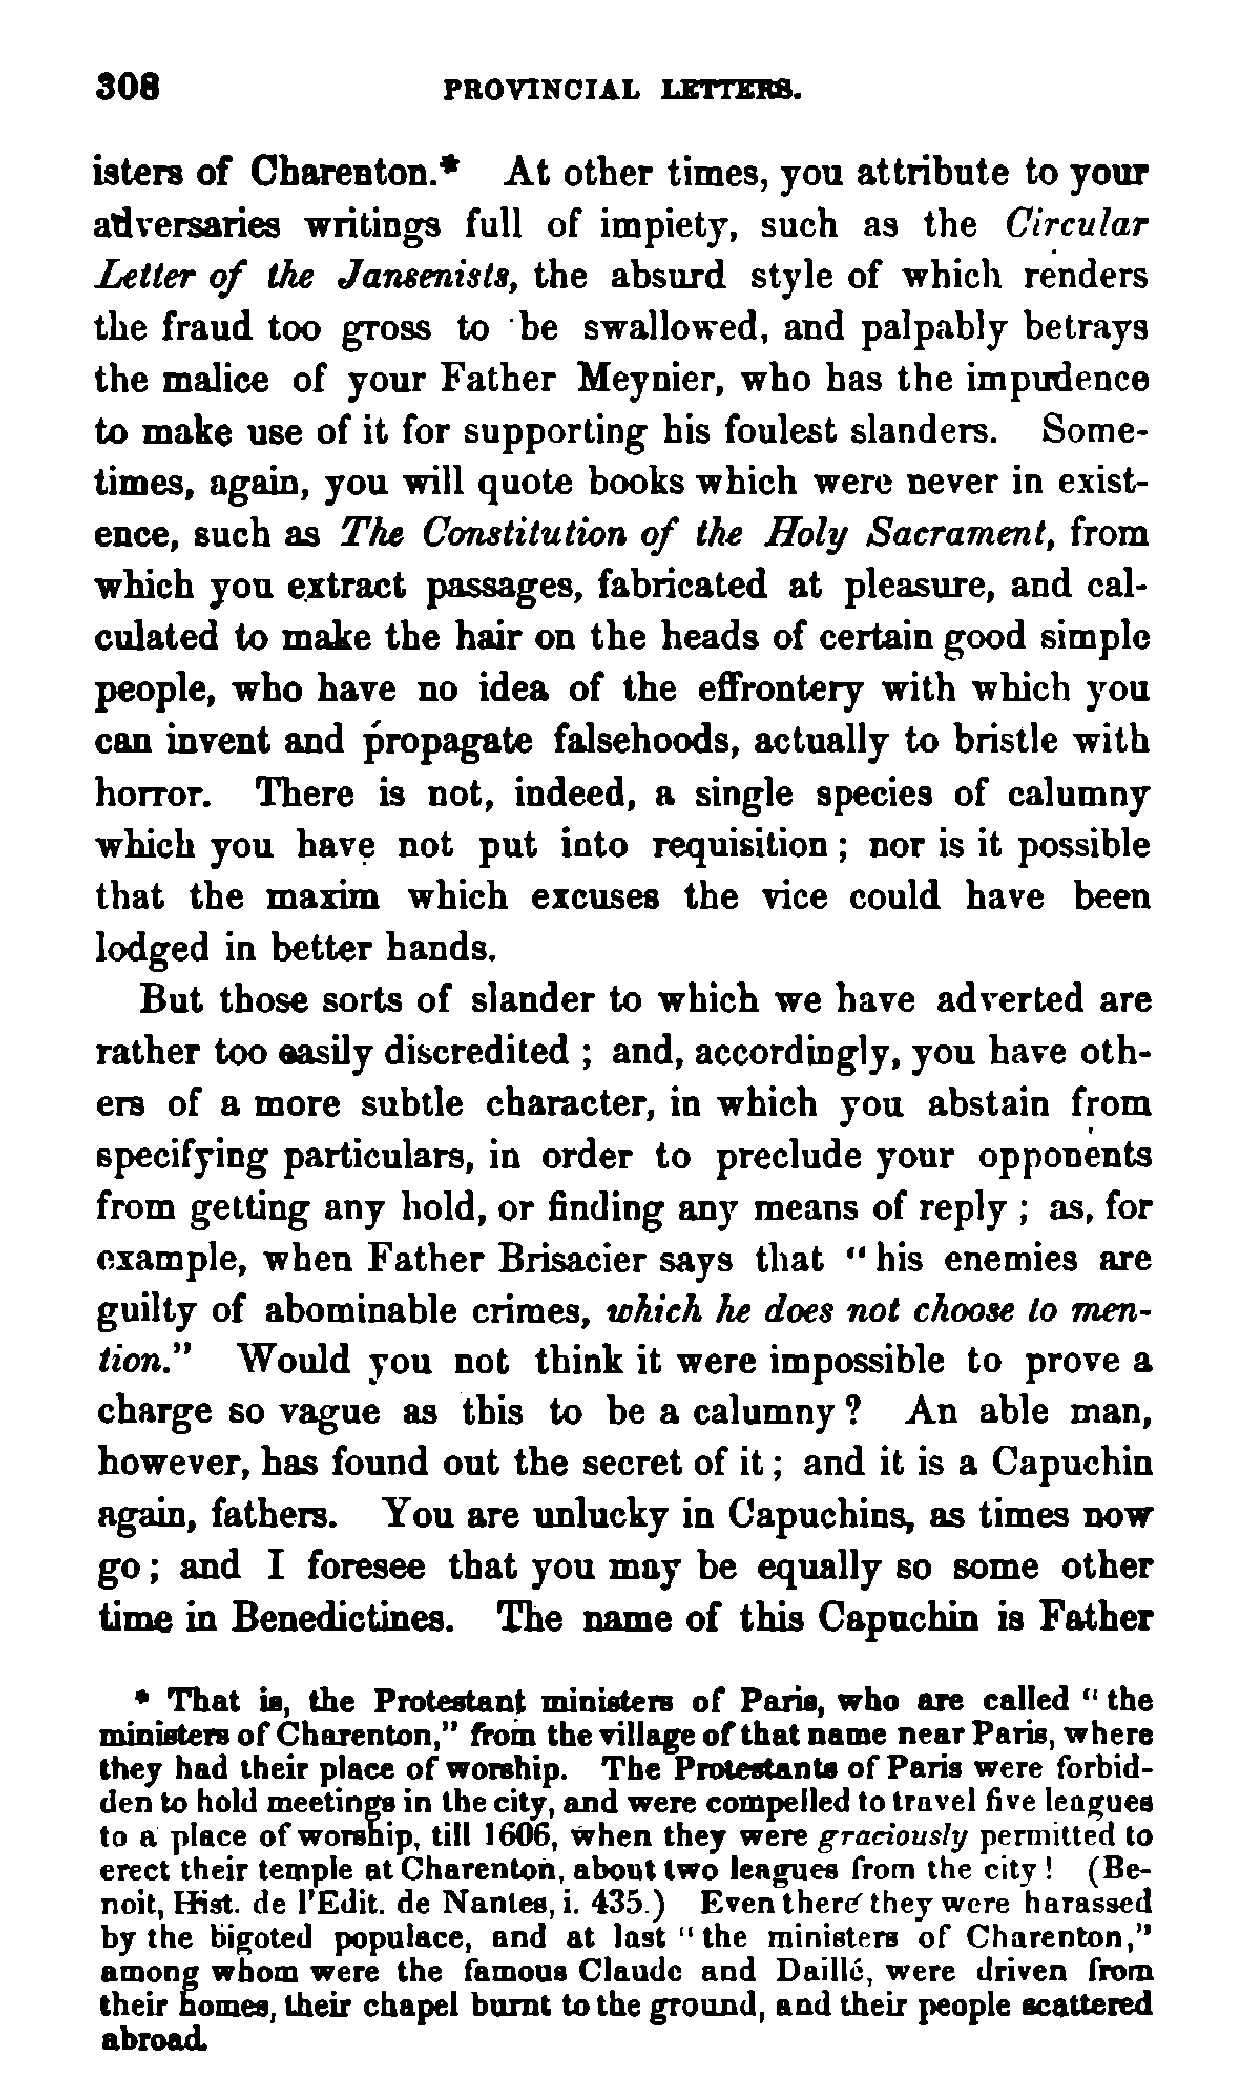 308 PROVINCIAL LETTERS.
isters of Charenton.* At other times, you attribute to your
adversaries writings full of impiety, such as the Circular
Letter of the Jansenists, the absurd style of which renders
the fraud too gross to be swallowed, and palpably betrays
the malice of your Father Meynier, who has the impudence
to make use of it for supporting his foulest slanders. Some-
times, again, you will quote books which were never in exist-
ence, such as The Constitution of the Holy Sacrament, from
which you extract passages, fabricated at pleasure, and cal-
culated to make the hair on the heads of certain good simple
people, who have no idea of the effrontery with which you
can invent and propagate falsehoods, actually to bristle with
horror. There is not, indeed, a single species of calumny
which you have not put into requisition ; nor is it possible
that the maxim which excuses the vice could have been
lodged in better hands.
But those sorts of slander to which we have adverted are
rather too easily discredited ; and, accordingly, you have oth-
ers of a more subtle character, in which you abstain from
specifying particulars, in order to preclude your opponents
from getting any hold, or finding any means of reply ; as, for
example, when Father Brisacier says that "his enemies are
guilty of abominable crimes, which he does not choose to men-
tion." Would you not think it were impossible to prove a
charge so vague as this to be a calumny ? An able man,
however, has found out the secret of it ; and it is a Capuchin
again, fathers. You are unlucky in Capuchins, as times now
go ; and I foresee that you may be equally so some other
time in Benedictines. The name of this Capuchin is Father
* That is, the Protestant ministers of Paris, who are called "the
ministers of Charenton," from the village of that name near Paris, where
they had their place of worship. The Protestants of Paris were forbid-
den to hold meetings in the city, and were compelled to travel five leagues
to a place of worship, till 1606, when they were graciously permitted to
erect their temple at Charenton, about two leagues from the city ! (Be-
noit, Hist. de l'Edit. de Nantes, i. 435.) Even there they were harassed
by the bigoted populace, and at last "the ministers of Charenton,"
among whom were the famous Claude and Daillé, were driven from
their homes, their chapel burnt to the ground, and their people scattered
abroad.